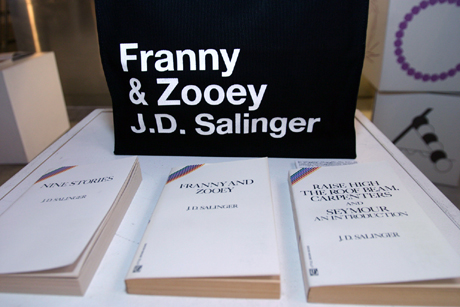 Franny
& Zooey
J.D. Salinger
NINE STORIES
J.D. SALINGER
FRANNY AND
ZOOEY
J.D. SALINGER
RAISE HIGH
THE ROOF BEAM,
CARPENTERS
AND
SEYMOUR
AN INTRODUCTION
J.D. SALINGER